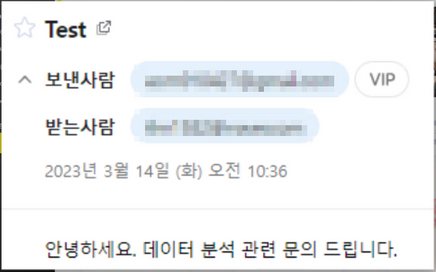 Test
보낸사람 VIP
받는사람
2023년 3월 14일 (화) 오전 10:36
안녕하세요. 데이터 분석 관련 문의 드립니다.